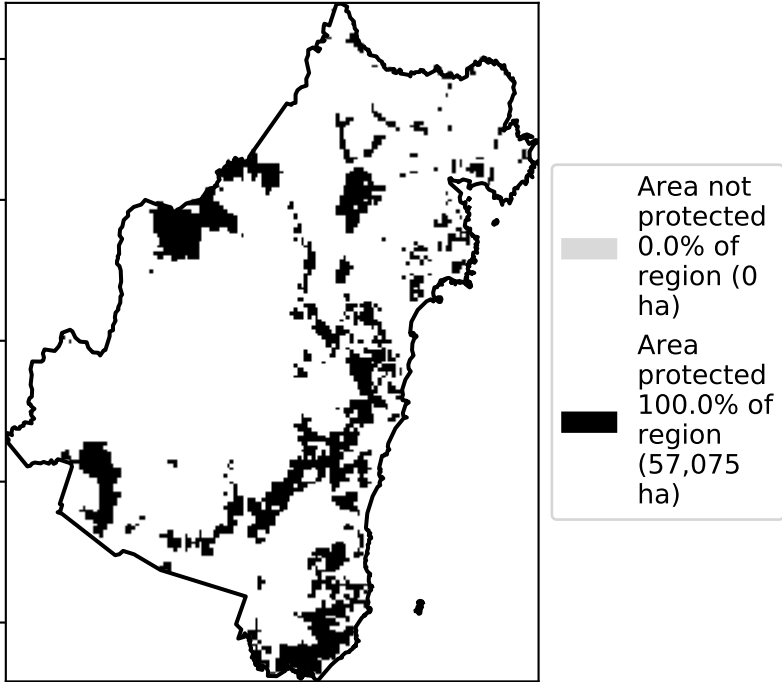 Area not
protected
0.0% of
region (0
ha)
Area
protected
100.0% of
region
(57,075
ha)